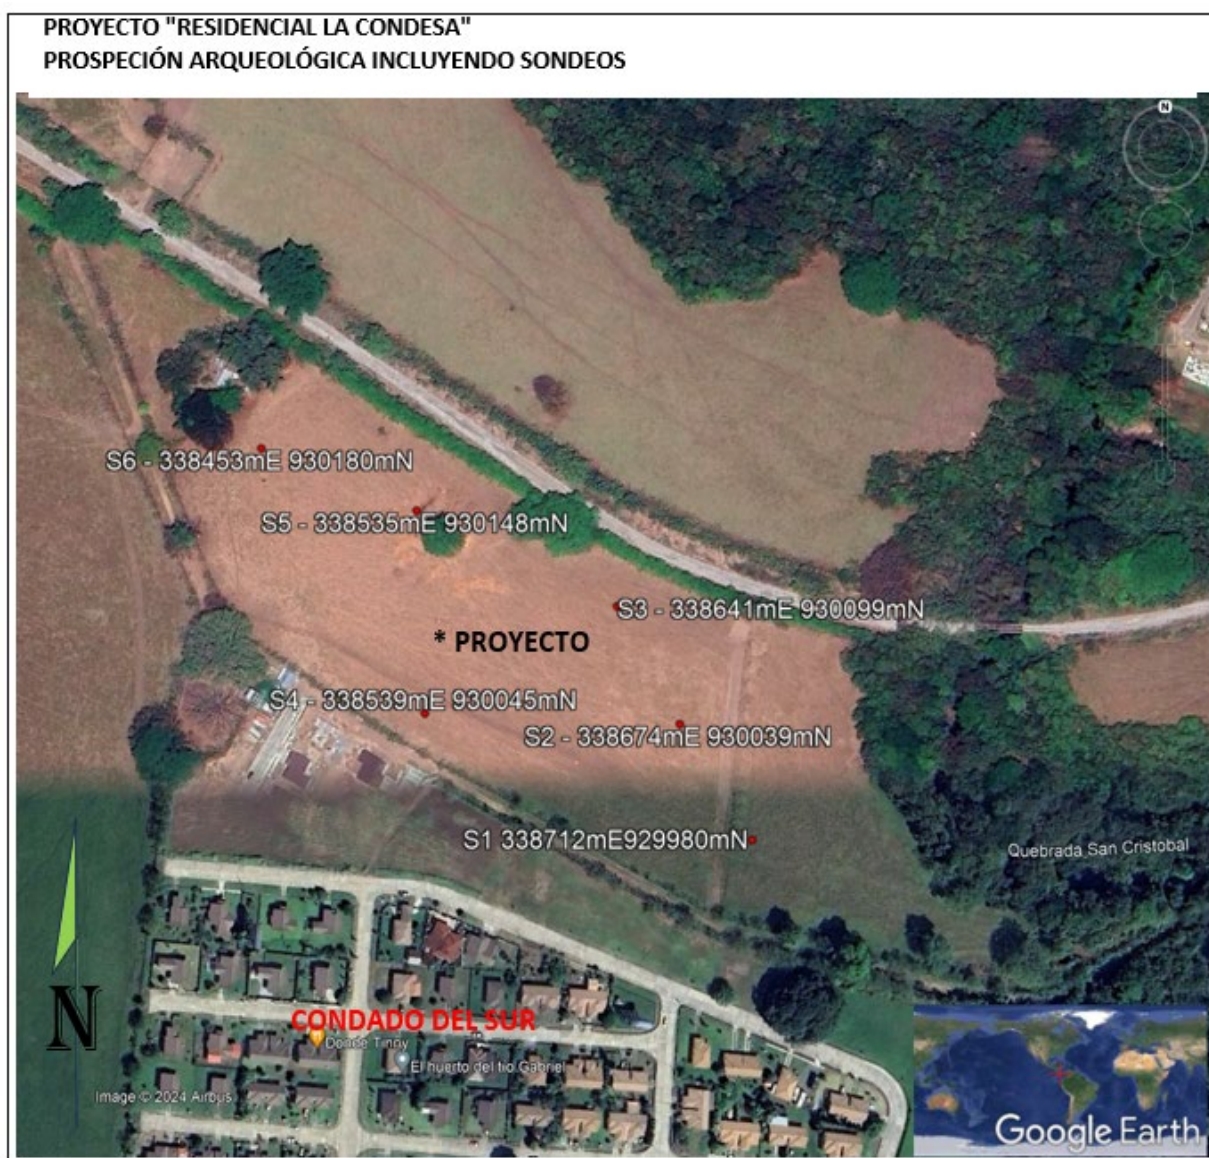 PROYECTO "RESIDENCIAL LA CONDESA"
PROSPECIÓN ARQUEOLÓGICA INCLUYENDO SONDEOS
N
S6 - 338453mE 930180mN
S5 - 338535mE 930148mN
S3 - 338641mE 930099mN
* PROYECTO
S4 - 338539mE 930045mN
S2 - 338674mE 930039mN
S1 338712mE929980mN
Quebrada San Cristobal
N
CONDADO DEL SUR
Donde Tinny
El huerto del tio Gabriel
Image © 2024 Airbus
Google Earth